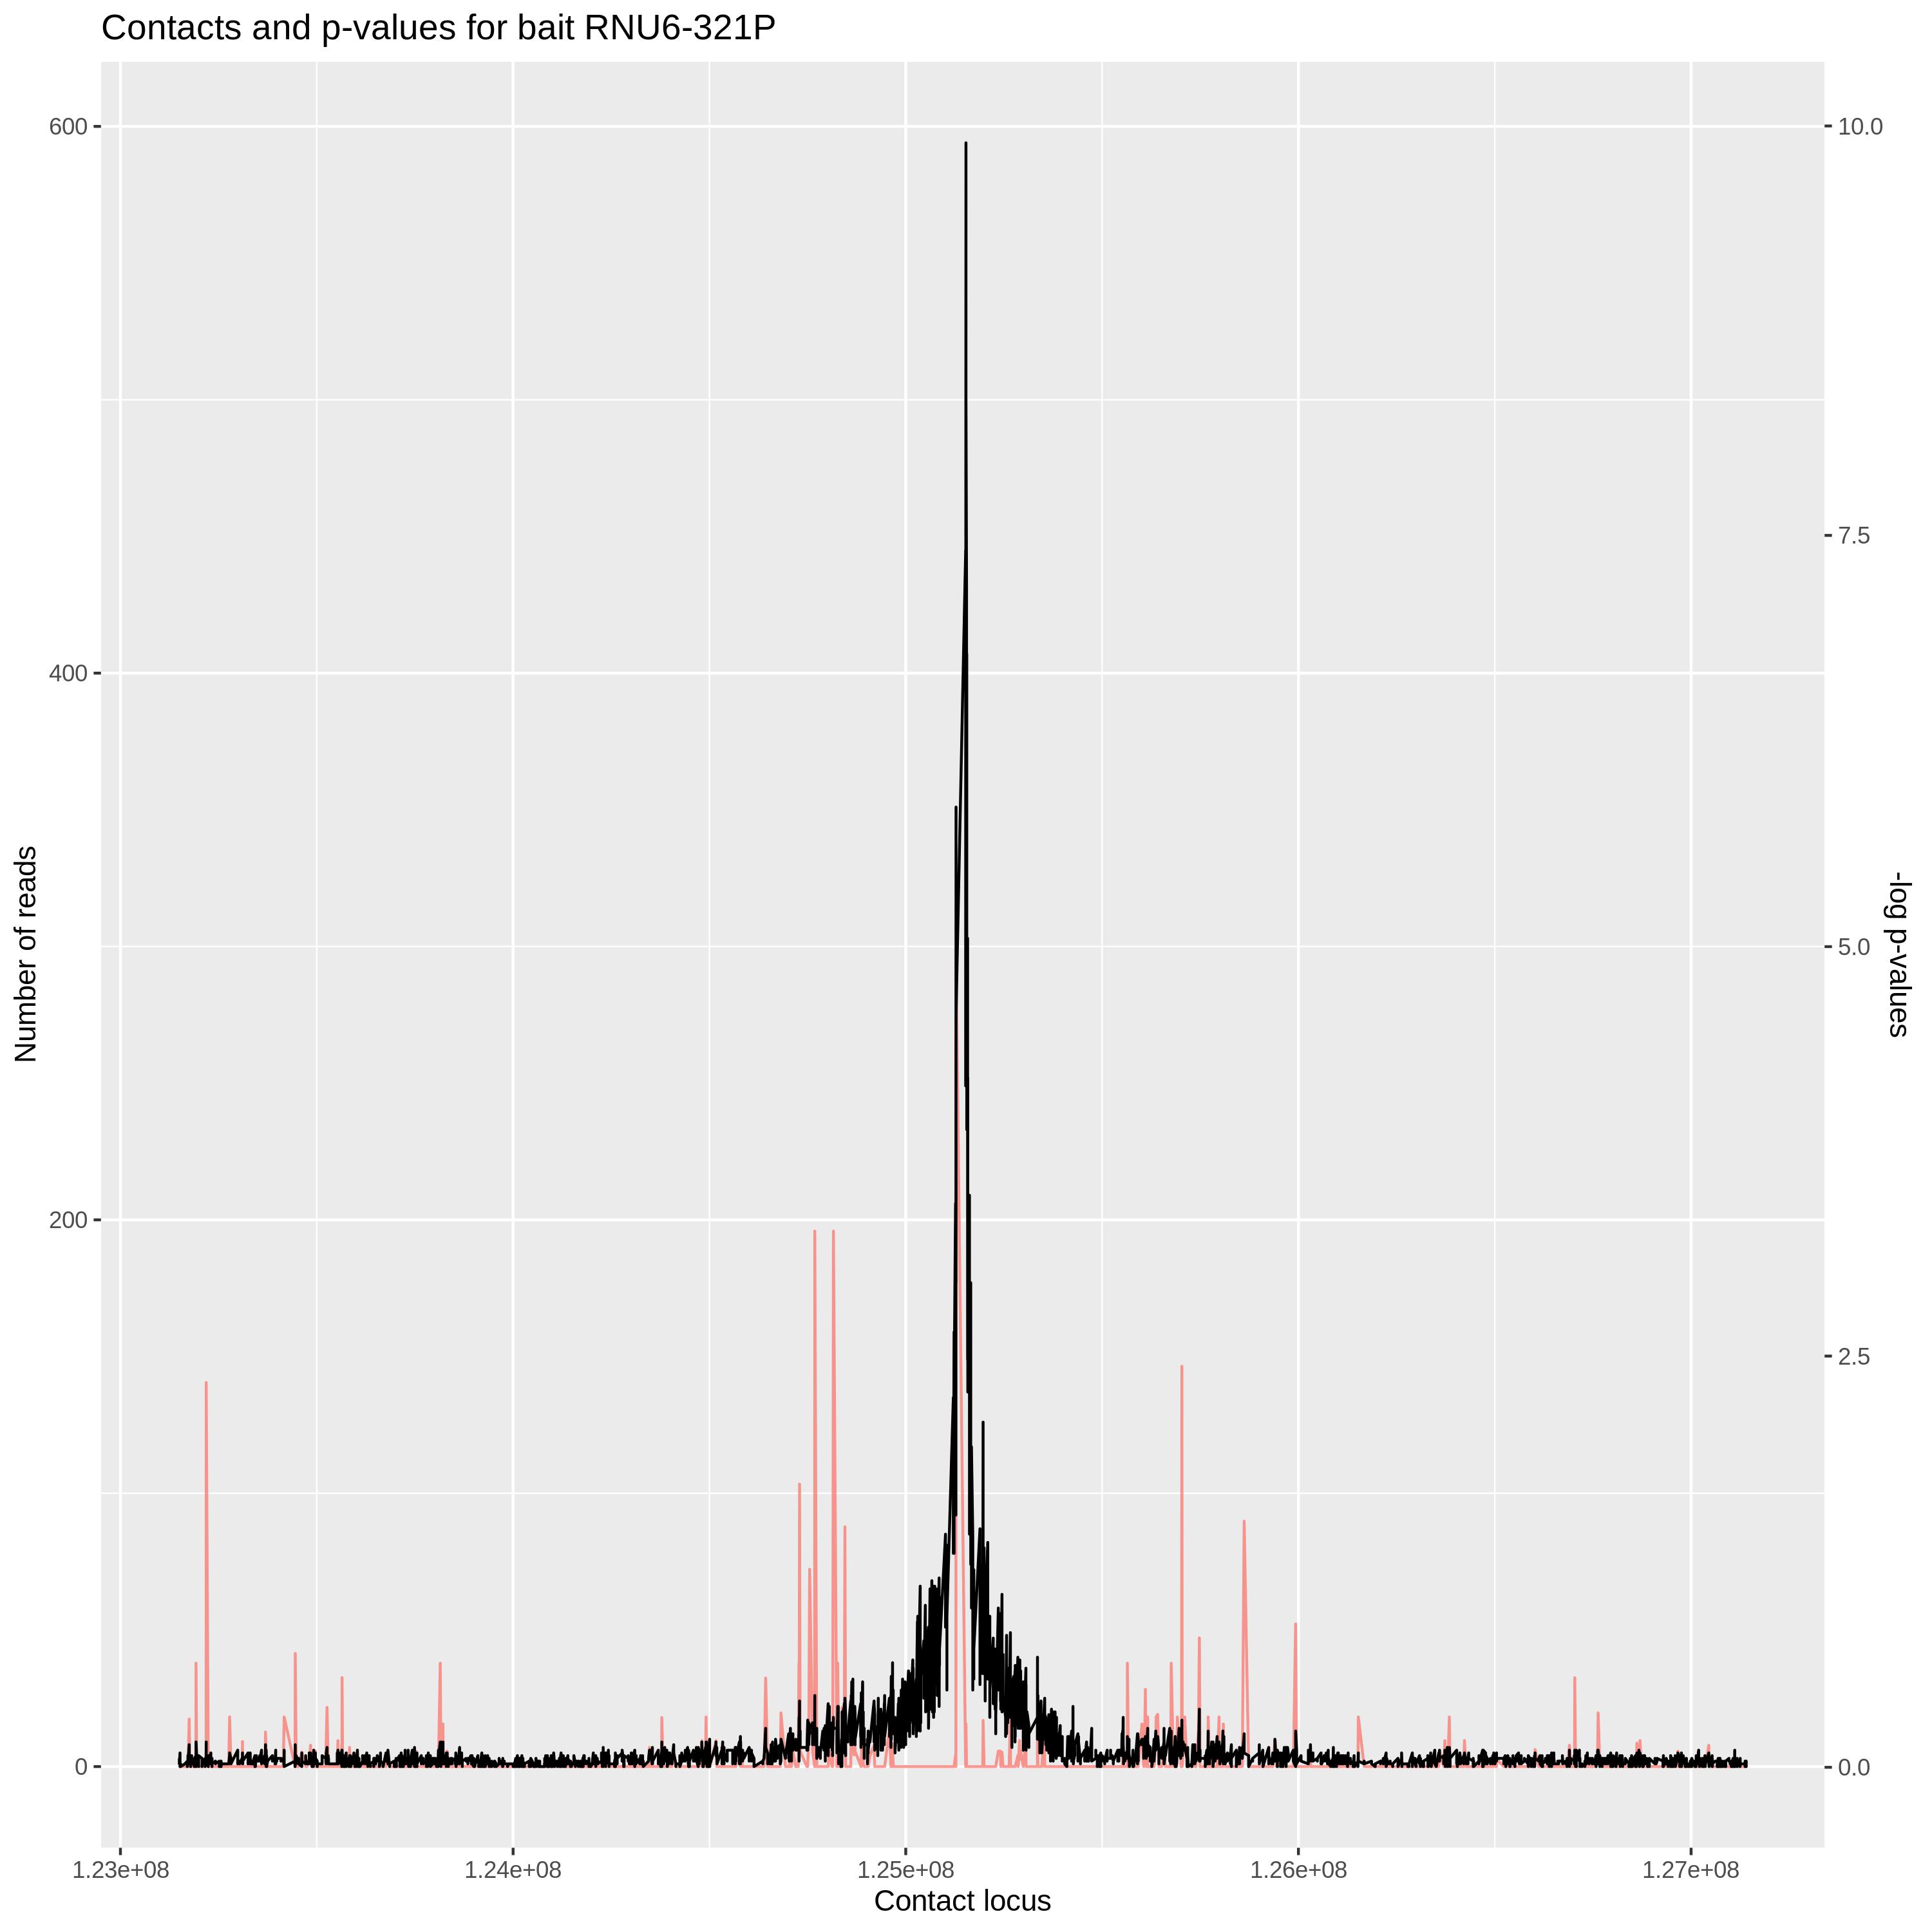 Contacts and p-values for bait RNU6-321P
600
400
200
0
Number of reads
10.0
7.5
5.0
2.5
0.0
-log p-values
1.23e+08
1.24e+08
1.25e+08
1.26e+08
1.27e+08
Contact locus